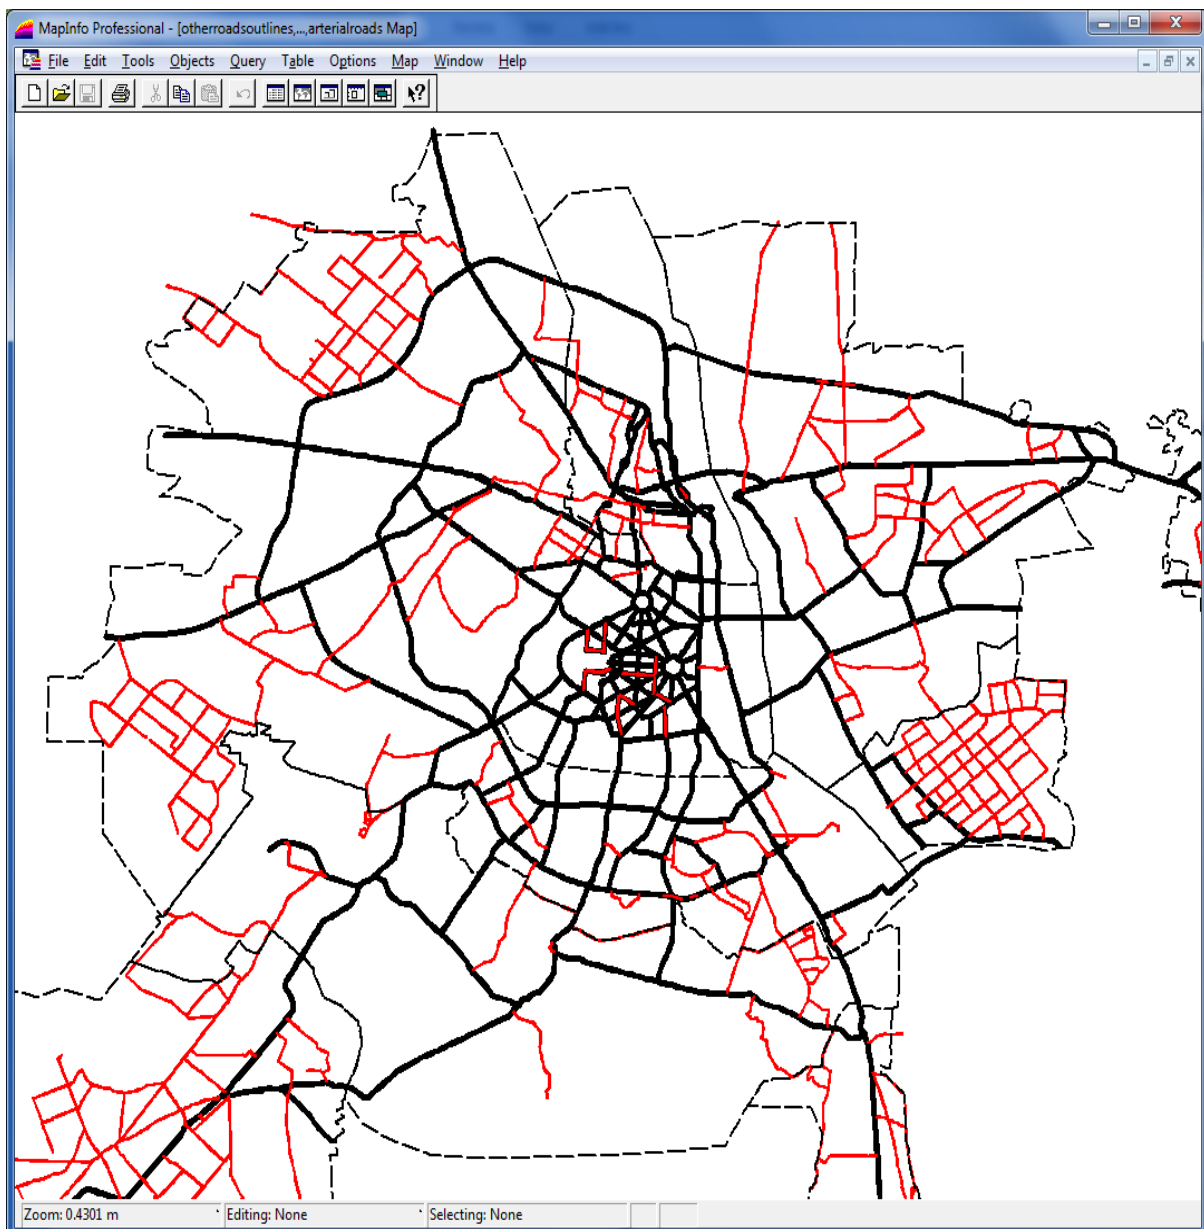 MapInfo Professional - [otherroadsoutlines,...,arterialroads Map]
File Edit Tools Objects Query Table Options Map Window Help
Zoom: 0.4301 m Editing: None Selecting: None